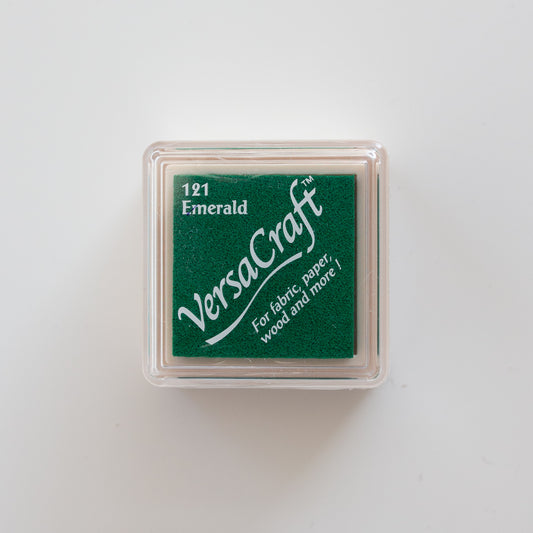 121
Emerald
VersaCraft™
For fabric, paper,
wood and more !